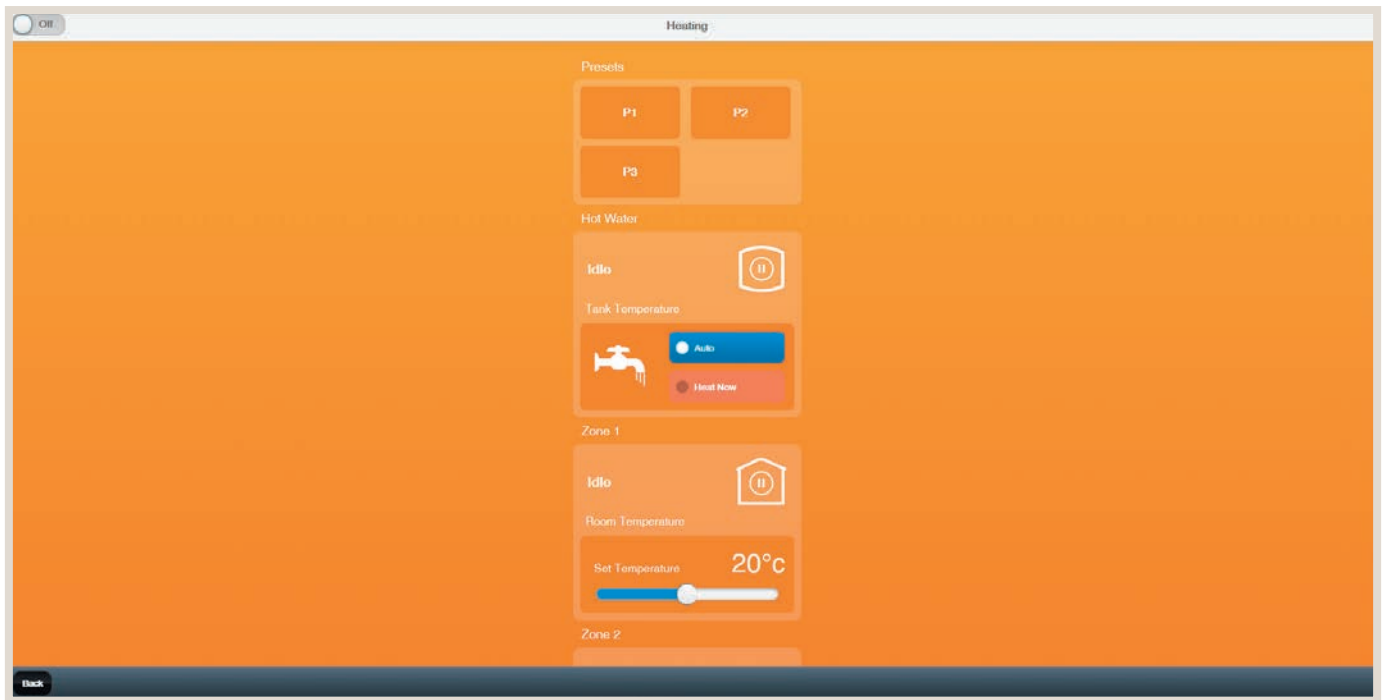 Off
Heating
Presets
P1 P2
P3
Hot Water
Idle
Tank Temperature
Auto
Heat Now
Zone 1
Idle
Room Temperature
Set Temperature 20°c
Zone 2
Back